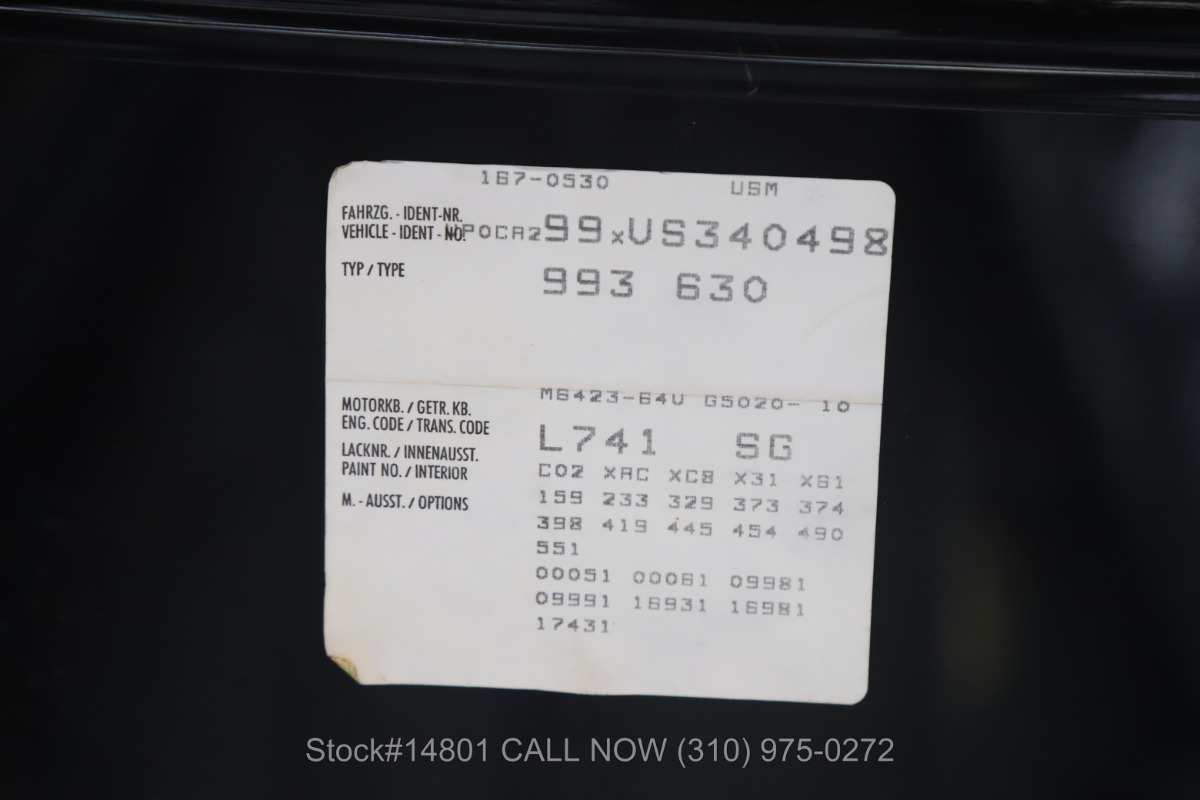 167-0530 USM
FAHRZG. - IDENT-NR.
VEHICLE - IDENT - NO. WP0CA299xVS340498
TYP / TYPE 993 630
MOTORKB. / GETR. KB. M6423-64V G5020- 10
ENG. CODE / TRANS. CODE
LACKNR. / INNENAUSST. L741 SG
PAINT NO. / INTERIOR C02 XAC XC8 X31 X61
M. - AUSST. / OPTIONS 159 233 329 373 374
398 419 445 454 490
551
00051 00061 09981
09991 16931 16981
17431
Stock#14801 CALL NOW (310) 975-0272